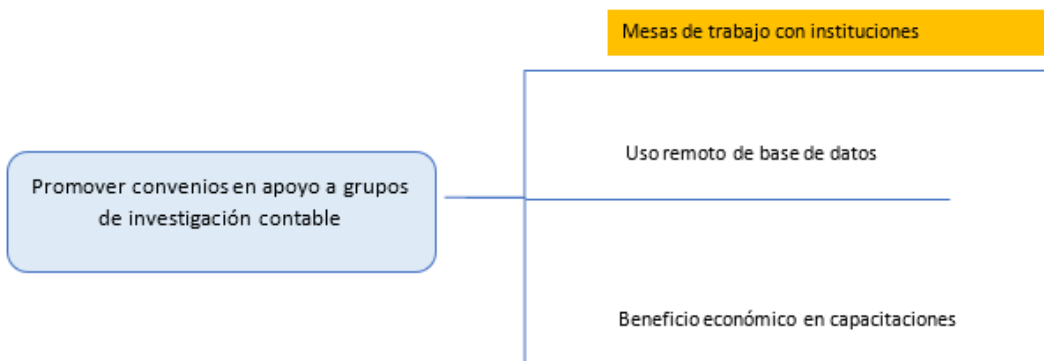 Mesas de trabajo con instituciones
Uso remoto de base de datos
Promover convenios en apoyo a grupos
de investigación contable
Beneficio económico en capacitaciones